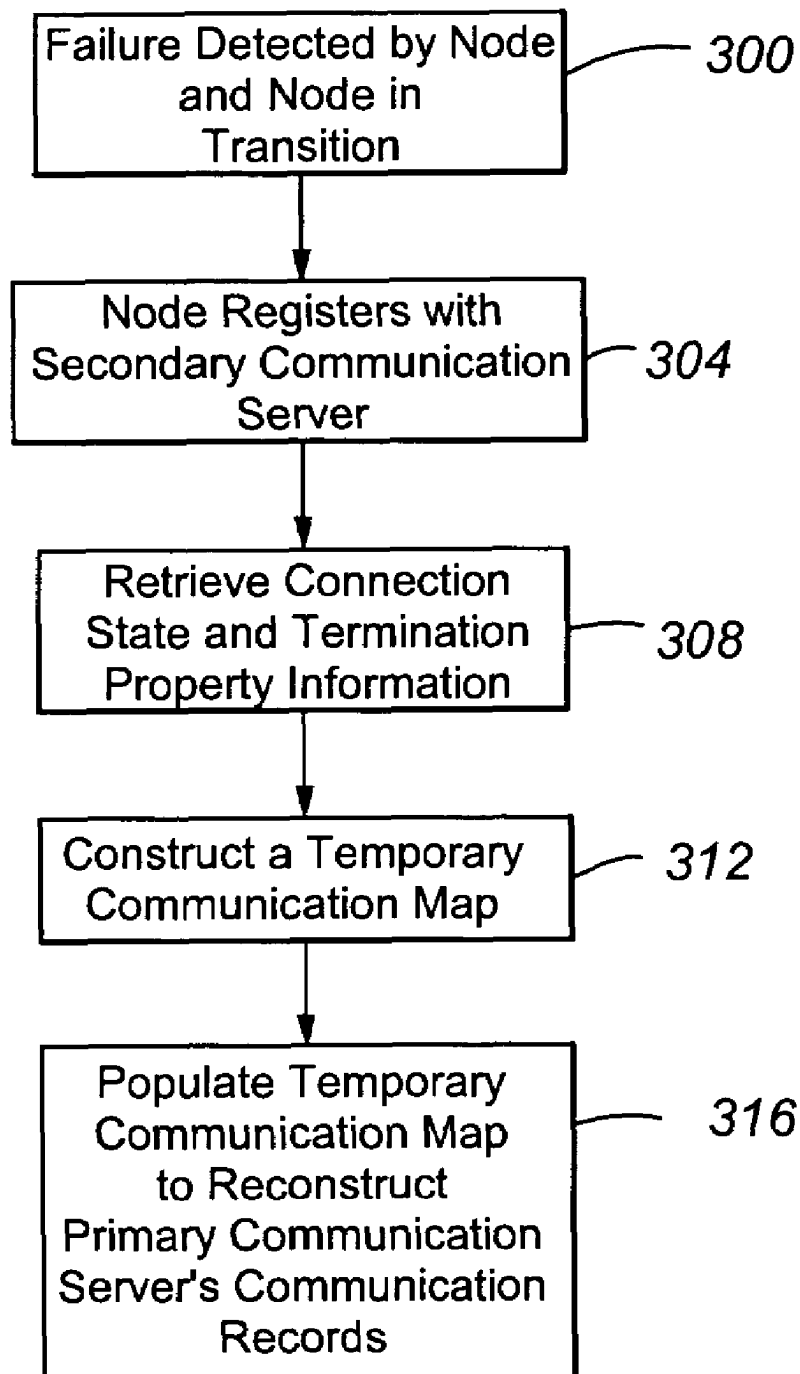 Failure Detected by Node
and Node in
Transition
300
Node Registers with
Secondary Communication
Server
304
Retrieve Connection
State and Termination
Property Information
308
Construct a Temporary
Communication Map
312
Populate Temporary
Communication Map
to Reconstruct
Primary Communication
Server's Communication
Records
316